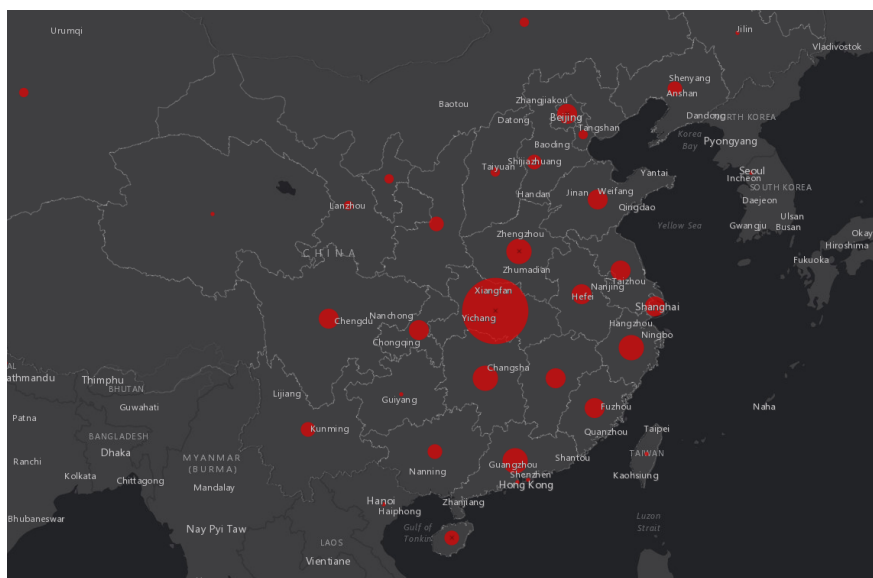 Urumqi
Jilin
Vladivostok
Shenyang
Anshan
Baotou
Zhangjiakou
Beijing
Datong
Tangshan
Dandong
NORTH KOREA
Korea
Bay
Pyongyang
Baoding
Shijiazhuang
Taiyuan
Yantai
Seoul
Incheon
SOUTH KOREA
Handan
Jinan
Weifang
Daejeon
Lanzhou
Qingdao
Ulsan
Gwangju
Busan
Yellow Sea
Okay
Hiroshima
Fukuoka
Zhengzhou
CHINA
Zhumadian
Taizhou
Nanjing
Xiangfan
Hefei
Shanghai
Yichang
Nanchong
Chengdu
Hangzhou
Ningbo
Chongqing
Changsha
AL
athmandu
Thimphu
BHUTAN
Lijiang
Guiyang
Guwahati
Fuzhou
Naha
Patna
Kunming
Quanzhou
Taipei
BANGLADESH
Dhaka
MYANMAR
(BURMA)
Ranchi
Nanning
Guangzhou
Shantou
TAIWAN
Kolkata
Chittagong
Mandalay
Shenzhen
Hong Kong
Kaohsiung
Hanoi
Haiphong
Zhanjiang
Bhubaneswar
Nay Pyi Taw
Gulf of
Tonkin
Luzon
Strait
LAOS
Vientiane